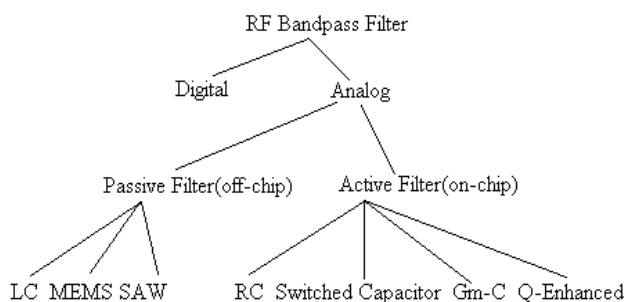 RF Bandpass Filter
Digital Analog
Passive Filter(off-chip) Active Filter(on-chip)
LC MEMS SAW RC Switched Capacitor Gm-C Q-Enhanced